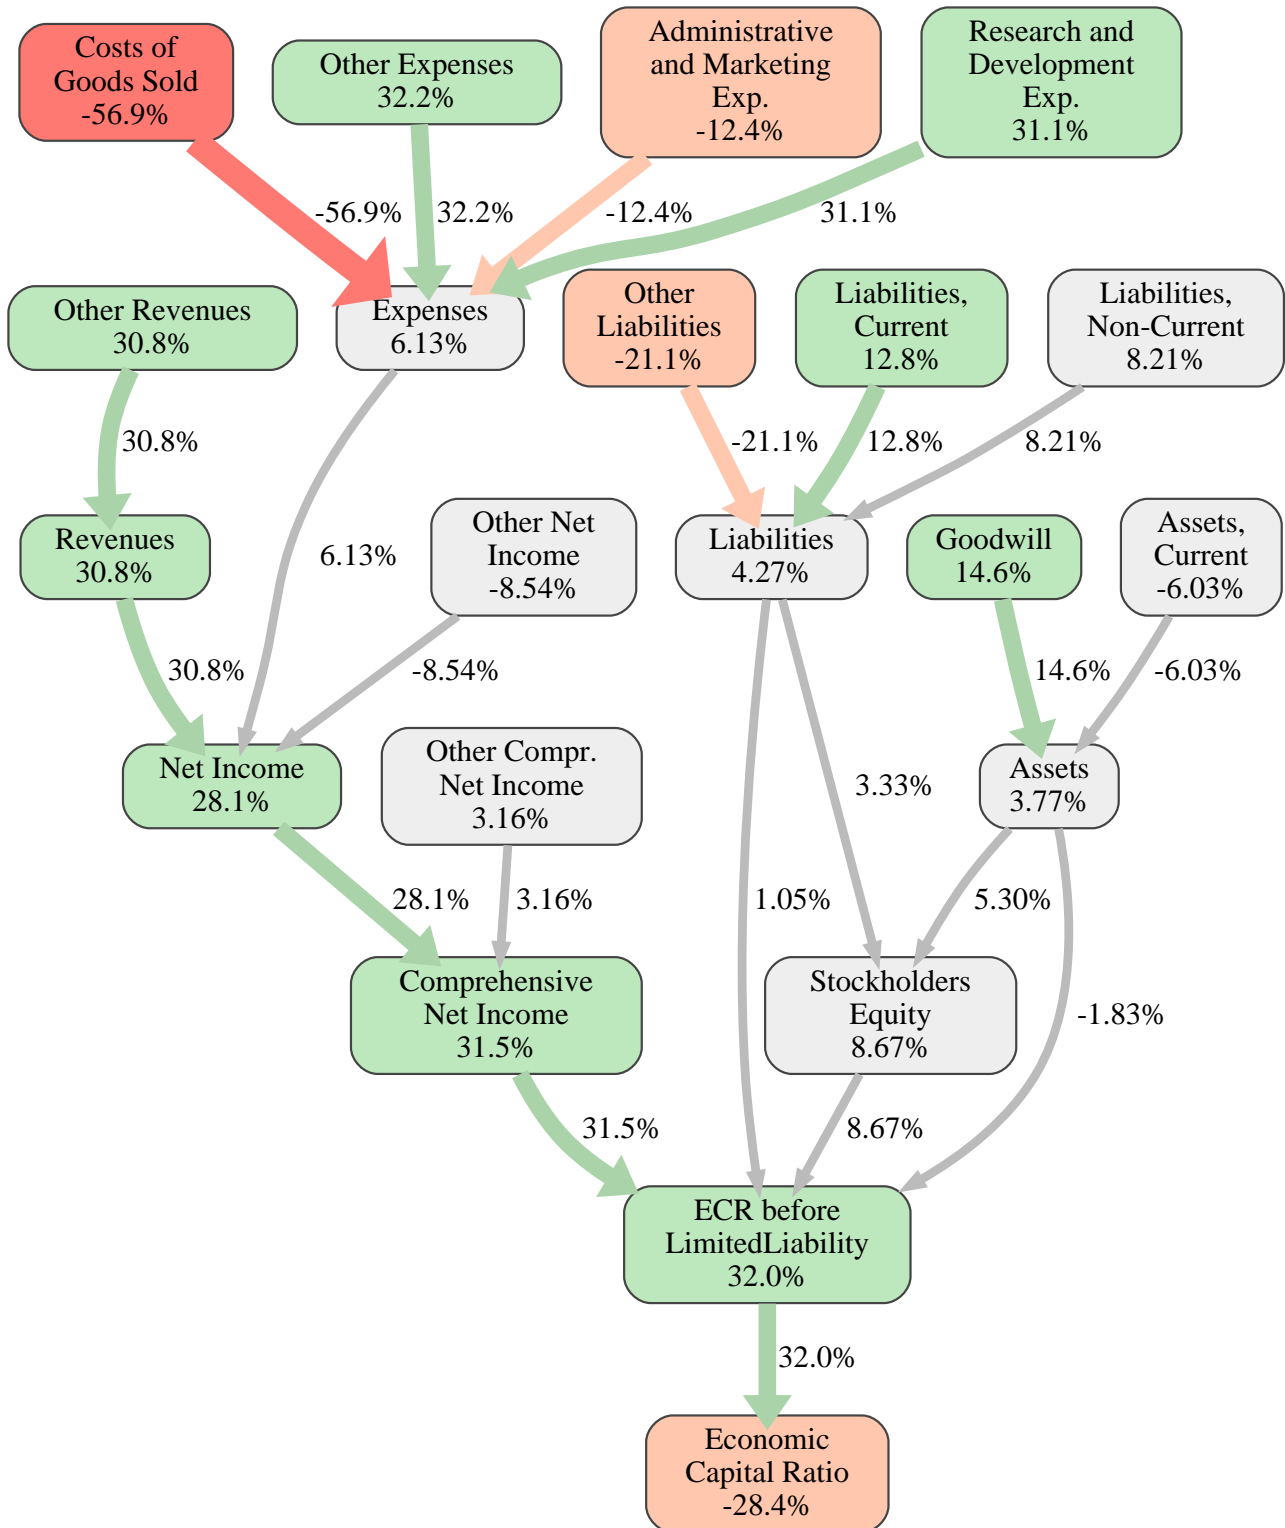 Costs of
Goods Sold
-56.9%
Other Expenses
32.2%
Administrative
and Marketing
Exp.
-12.4%
Research and
Development
Exp.
31.1%
-56.9%
32.2%
-12.4%
31.1%
Other Revenues
30.8%
Expenses
6.13%
Other
Liabilities
-21.1%
Liabilities,
Current
12.8%
Liabilities,
Non-Current
8.21%
30.8%
-21.1%
12.8%
8.21%
Revenues
30.8%
6.13%
Other Net
Income
-8.54%
Liabilities
4.27%
Goodwill
14.6%
Assets,
Current
-6.03%
30.8%
-8.54%
14.6%
-6.03%
Net Income
28.1%
Other Compr.
Net Income
3.16%
3.33%
Assets
3.77%
28.1%
3.16%
1.05%
5.30%
Comprehensive
Net Income
31.5%
Stockholders
Equity
8.67%
-1.83%
31.5%
8.67%
ECR before
LimitedLiability
32.0%
32.0%
Economic
Capital Ratio
-28.4%